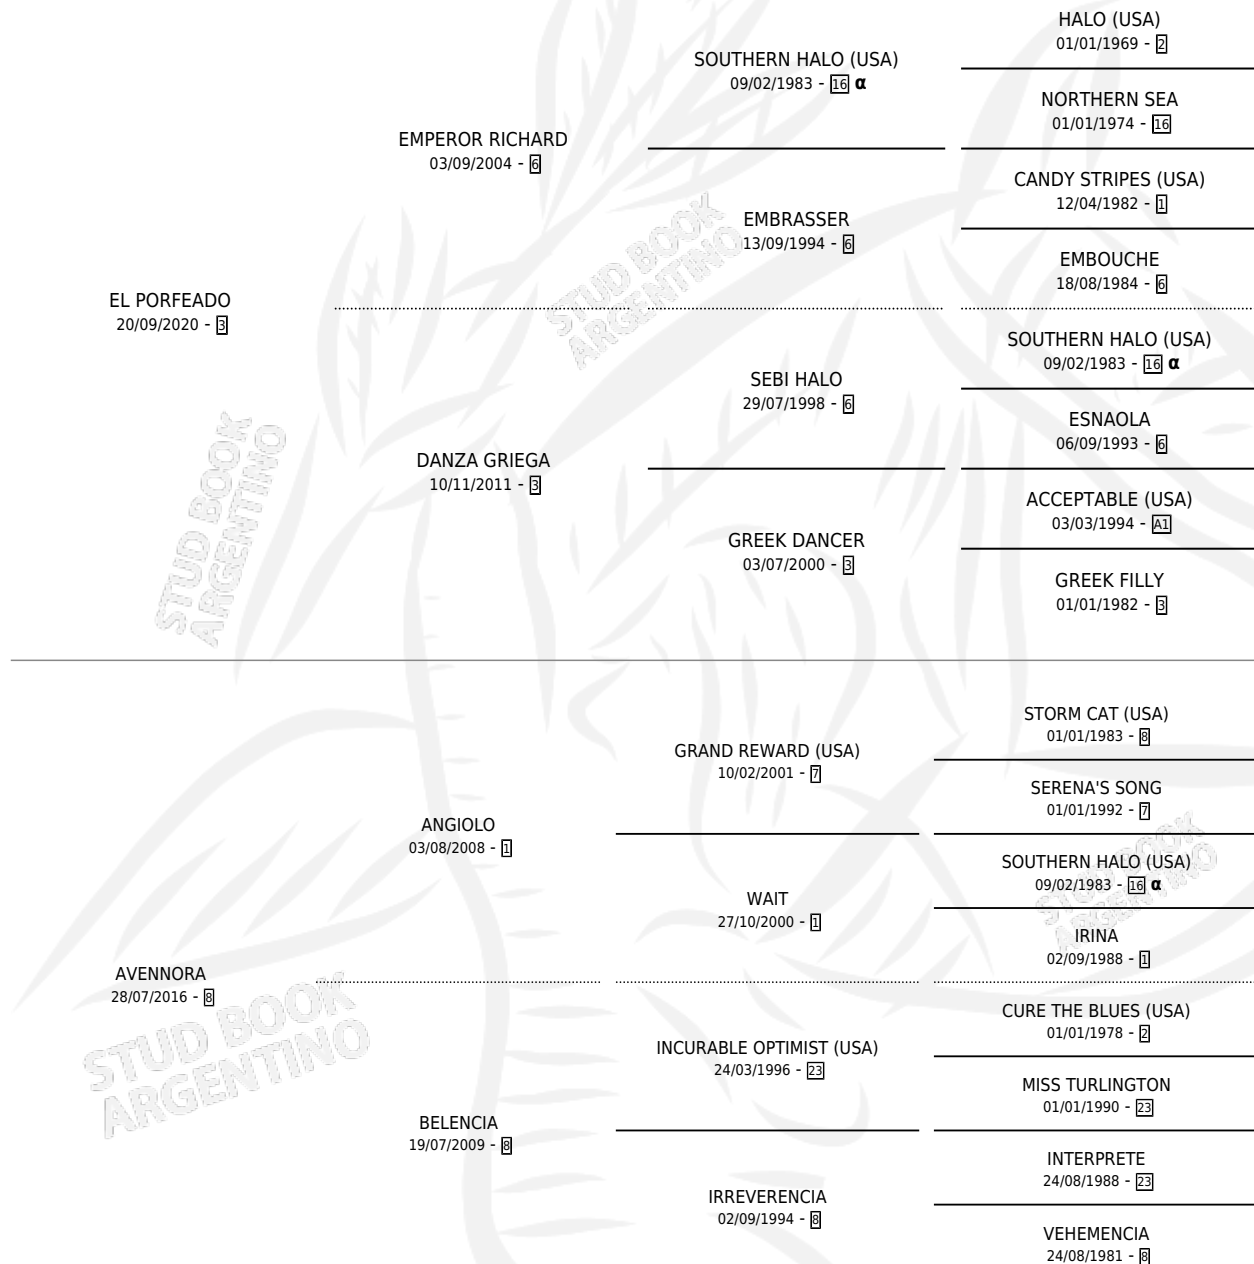 HALO (USA)
01/01/1969 - 2
SOUTHERN HALO (USA)
09/02/1983 - 16 α
NORTHERN SEA
01/01/1974 - 16
EMPEROR RICHARD
03/09/2004 - 6
CANDY STRIPES (USA)
12/04/1982 - 1
EMBRASSER
13/09/1994 - 6
EMBOUCHE
18/08/1984 - 6
EL PORFEADO
20/09/2020 - 3
SOUTHERN HALO (USA)
09/02/1983 - 16 α
SEBI HALO
29/07/1998 - 6
ESNAOLA
06/09/1993 - 6
DANZA GRIEGA
10/11/2011 - 3
ACCEPTABLE (USA)
03/03/1994 - A1
GREEK DANCER
03/07/2000 - 3
GREEK FILLY
01/01/1982 - 3
STORM CAT (USA)
01/01/1983 - 8
GRAND REWARD (USA)
10/02/2001 - 7
SERENA'S SONG
01/01/1992 - 7
ANGIOLO
03/08/2008 - 1
SOUTHERN HALO (USA)
09/02/1983 - 16 α
WAIT
27/10/2000 - 1
IRINA
02/09/1988 - 1
AVENNORA
28/07/2016 - 8
CURE THE BLUES (USA)
01/01/1978 - 2
INCURABLE OPTIMIST (USA)
24/03/1996 - 23
MISS TURLINGTON
01/01/1990 - 23
BELENCIA
19/07/2009 - 8
INTERPRETE
24/08/1988 - 23
IRREVERENCIA
02/09/1994 - 8
VEHEMENCIA
24/08/1981 - 8
STUD BOOK
ARGENTINO
STUD BOOK
ARGENTINO
STUD BOOK
ARGENTINO
STUD BOOK
ARGENTINO